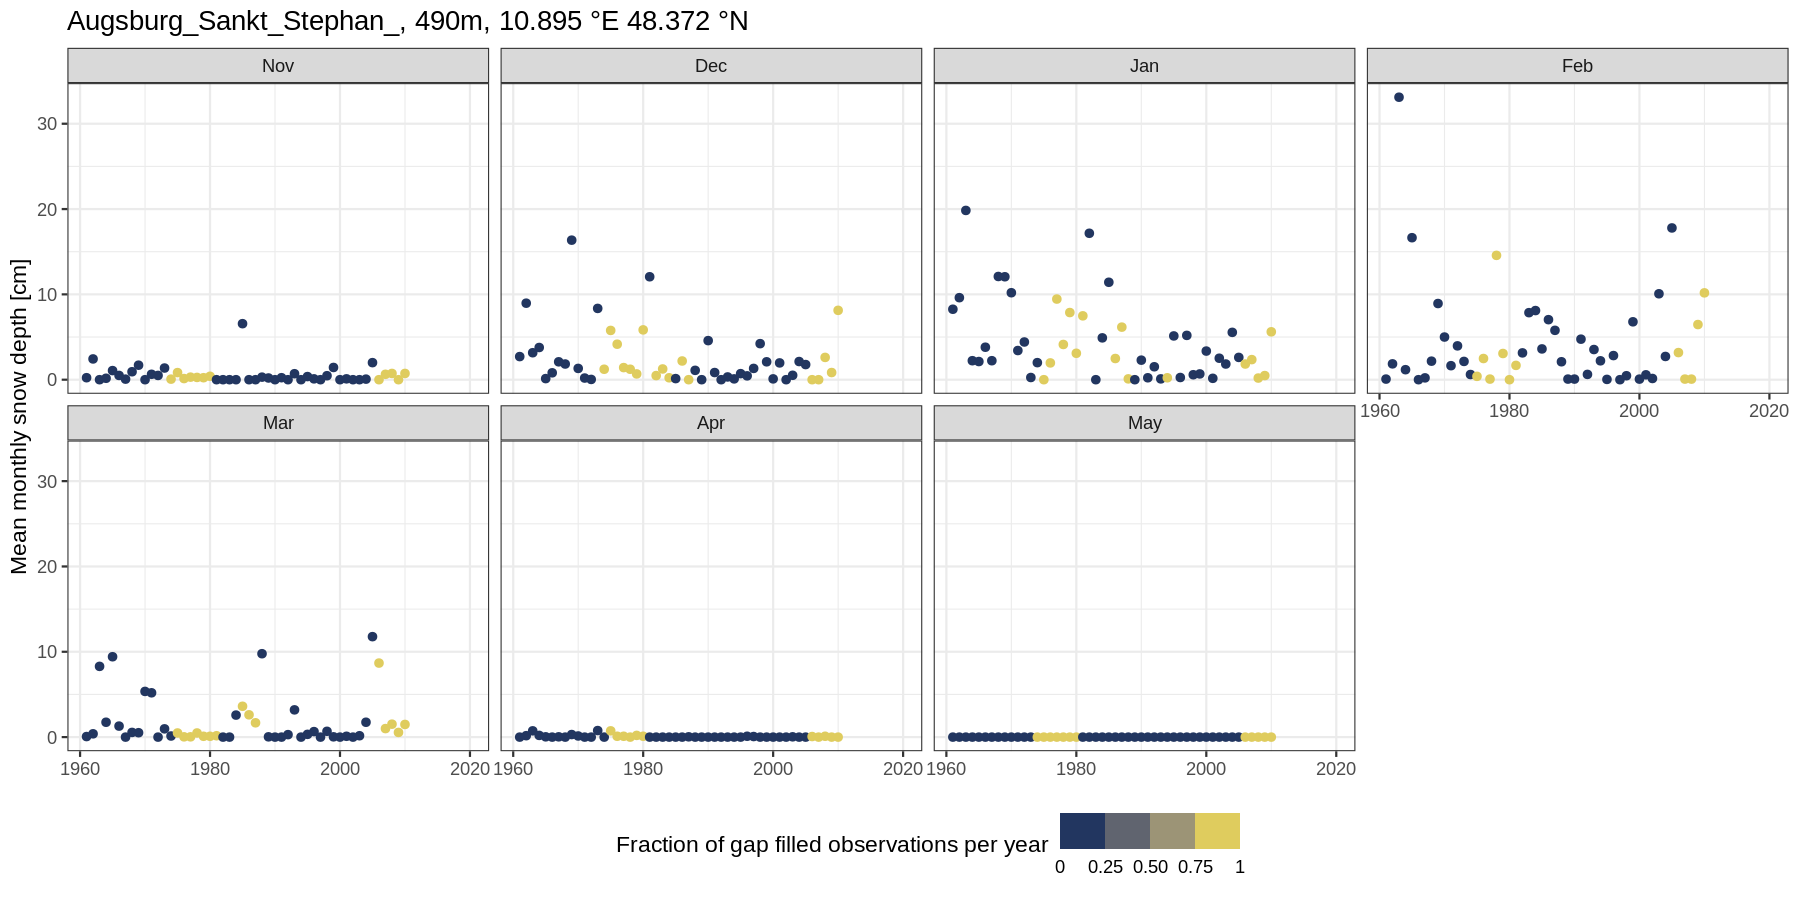 Augsburg_Sankt_Stephan_, 490m, 10.895 °E 48.372 °N
Nov Dec Jan Feb
Mean monthly snow depth [cm]
30
20
10
0
1960 1980 2000 2020
Mar Apr May
30
20
10
0
1960 1980 2000 2020 1960 1980 2000 2020 1960 1980 2000 2020
Fraction of gap filled observations per year
0 0.25 0.50 0.75 1